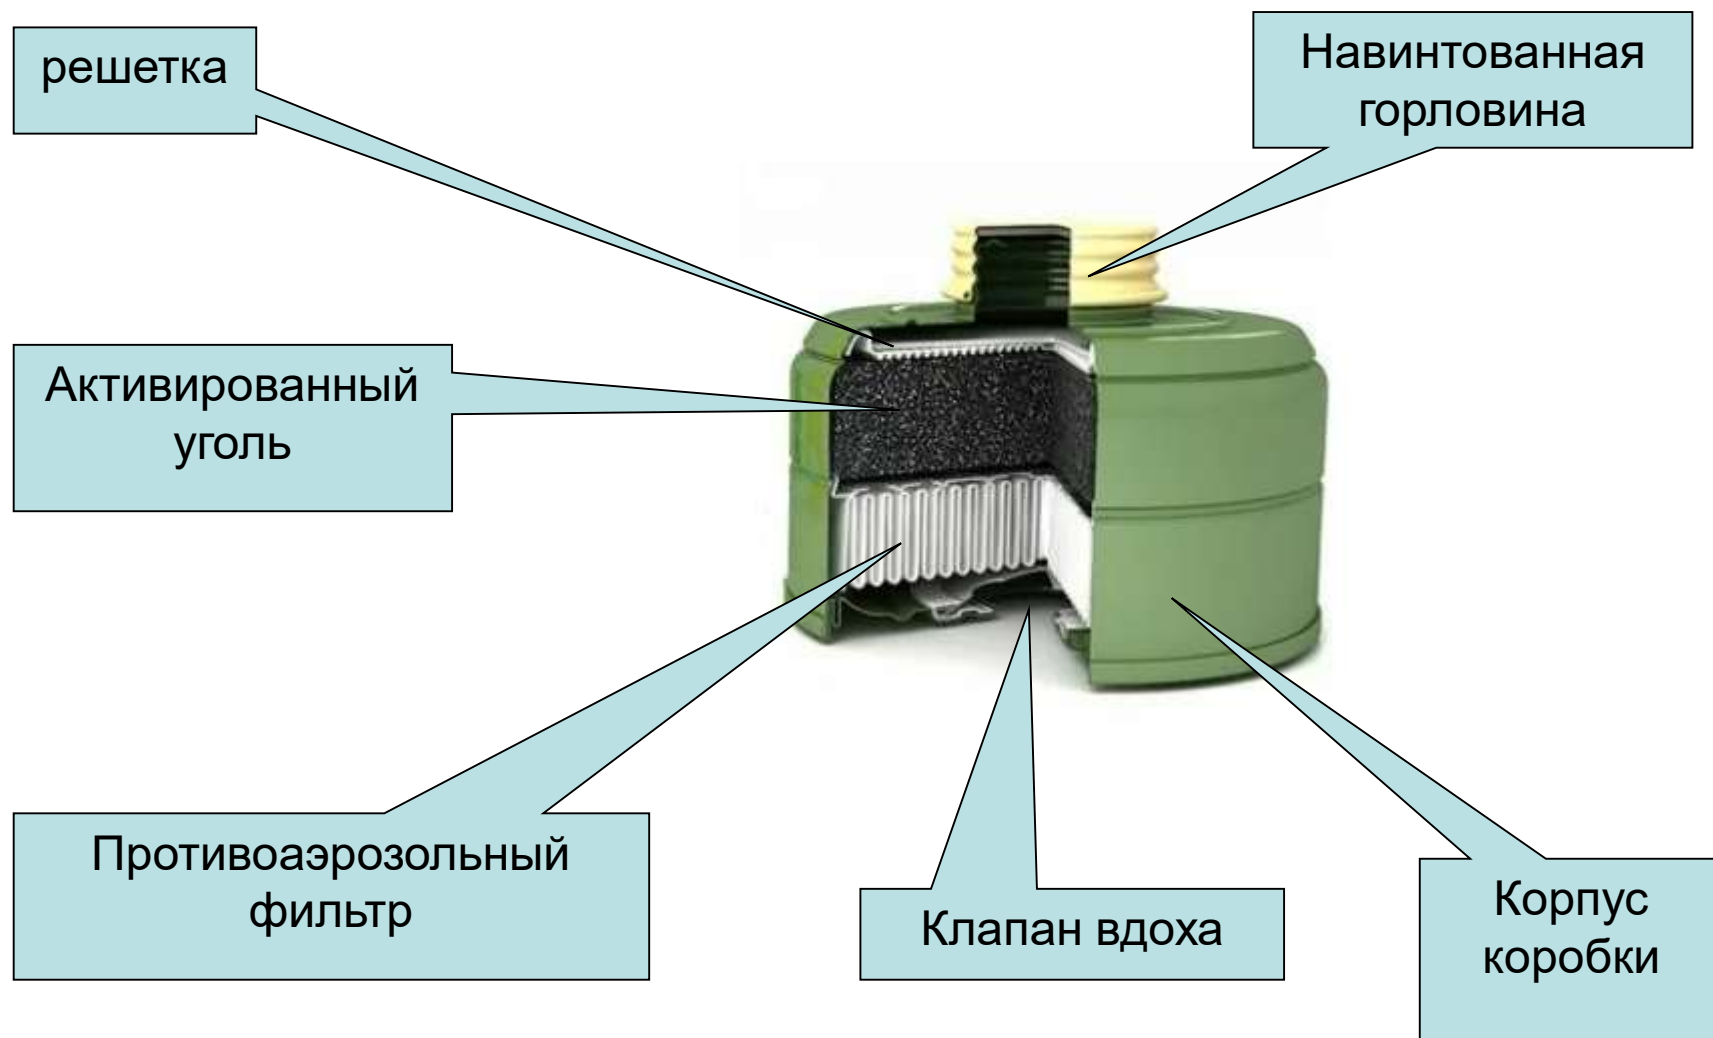 решетка
Навинтованная
горловина
Активированный
уголь
Противоаэрозольный
фильтр
Клапан вдоха
Корпус
коробки